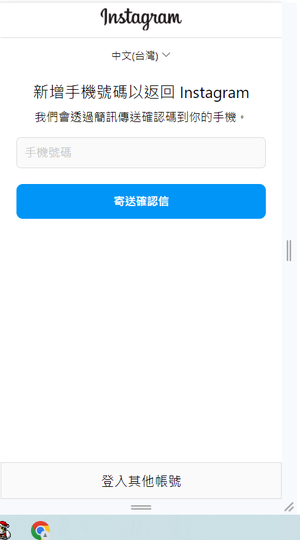 Instagram
中文(台灣)
新增手機號碼以返回 Instagram
我們會透過簡訊傳送確認碼到你的手機。
手機號碼
寄送確認信
登入其他帳號